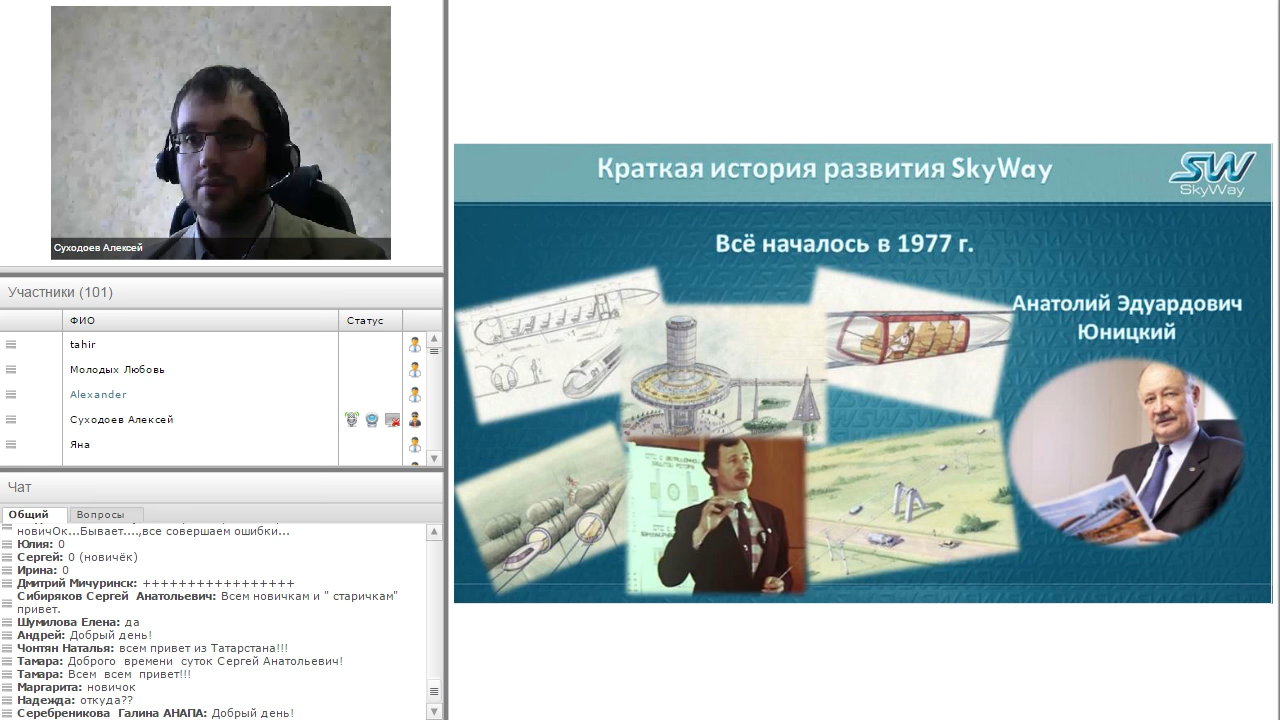 Суходоев Алексей
Участники (101)
ФИО
Статус
tahir
Молодых Любовь
Alexander
Суходоев Алексей
Яна
Чат
Общий
Вопросы
новичОк...Бывает....,все совершаем ошибки...
Юлия: 0
Сергей: 0 (новичёк)
Ирина: 0
Дмитрий Мичуринск: +++++++++++++++++
Сибиряков Сергей Анатольевич: Всем новичкам и " старичкам"
привет.
Шумилова Елена: да
Андрей: Добрый день!
Чонтян Наталья: всем привет из Татарстана!!!
Тамара: Доброго времени суток Сергей Анатольевич!
Тамара: Всем всем привет!!!
Маргарита: новичок
Надежда: откуда??
Серебреникова Галина АНАПА: Добрый день!
Краткая история развития SkyWay
SW
SkyWay
Всё началось в 1977 г.
Анатолий Эдуардович
Юницкий